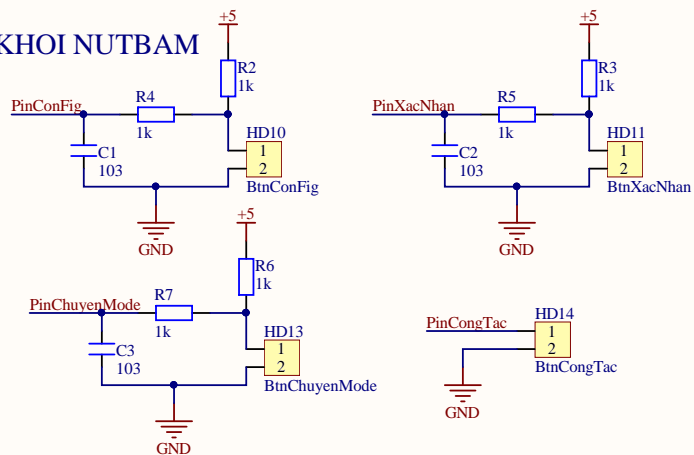 KHOI NUTBAM
+5
R2
1k
PinConFig
R4
1k
C1
103
HD10
1
2
BtnConFig
GND
+5
R3
1k
PinXacNhan
R5
1k
C2
103
HD11
1
2
BtnXacNhan
GND
+5
R6
1k
PinChuyenMode
R7
1k
C3
103
HD13
1
2
BtnChuyenMode
GND
PinCongTac
HD14
1
2
BtnCongTac
GND